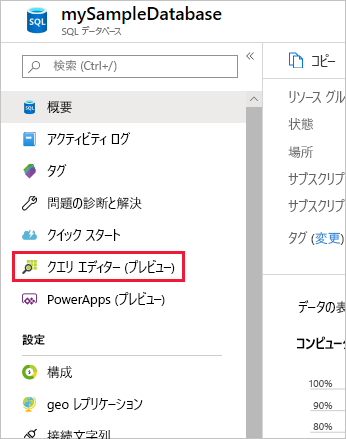 mySampleDatabase
SQL データベース
検索 (Ctrl+/)
概要
アクティビティ ログ
タグ
問題の診断と解決
クイック スタート
クエリ エディター (プレビュー)
PowerApps (プレビュー)
設定
構成
geo レプリケーション
接続文字列
コピー
リソース グル
状態
場所
サブスクリプ
サブスクリプ
タグ (変更)
データの表
コンピュータ
100%
90%
80%